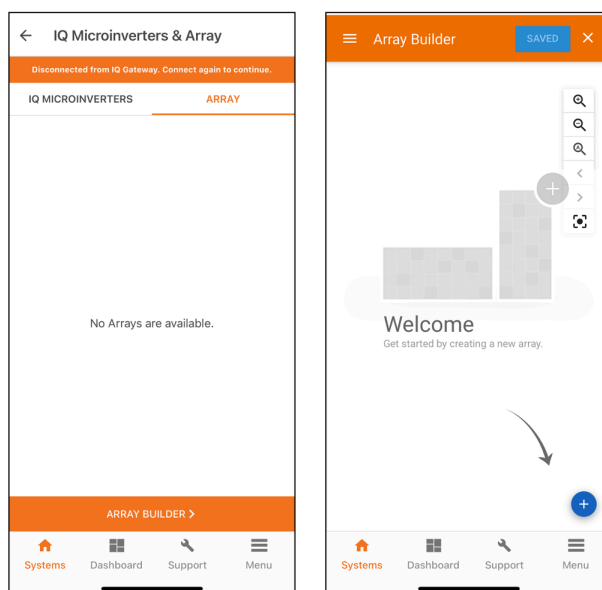 IQ Microinverters & Array
Disconnected from IQ Gateway. Connect again to continue.
IQ MICROINVERTERS ARRAY
No Arrays are available.
ARRAY BUILDER >
Systems Dashboard Support Menu
Array Builder SAVED
Welcome
Get started by creating a new array.
Systems Dashboard Support Menu